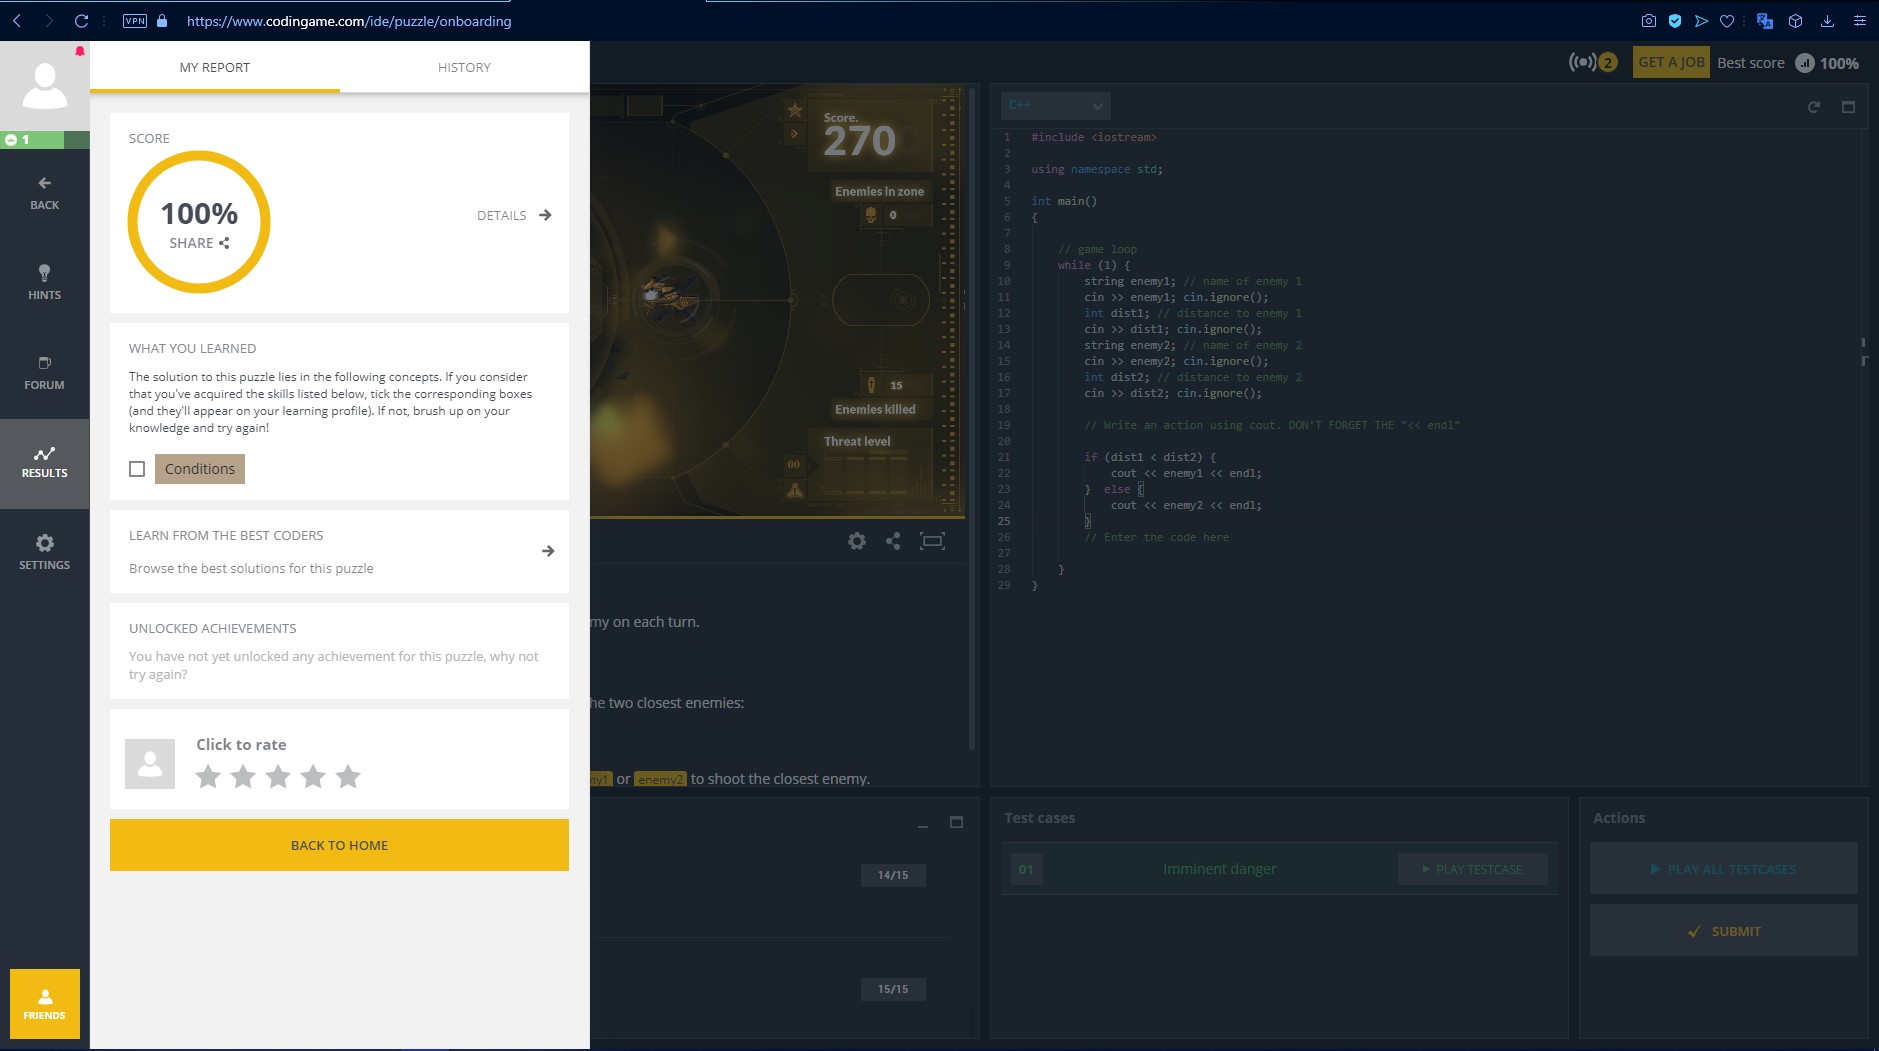 VPN
https://www.codingame.com/ide/puzzle/onboarding
1
BACK
HINTS
FORUM
RESULTS
SETTINGS
FRIENDS
MY REPORT
HISTORY
SCORE
100%
SHARE
DETAILS
WHAT YOU LEARNED
The solution to this puzzle lies in the following concepts. If you consider
that you've acquired the skills listed below, tick the corresponding boxes
(and they'll appear on your learning profile). If not, brush up on your
knowledge and try again!
Conditions
LEARN FROM THE BEST CODERS
Browse the best solutions for this puzzle
UNLOCKED ACHIEVEMENTS
You have not yet unlocked any achievement for this puzzle, why not
try again?
Click to rate
BACK TO HOME
Score.
270
Enemies in zone
0
15
Enemies killed
Threat level
00
my on each turn.
he two closest enemies:
my1 or enemy2 to shoot the closest enemy.
14/15
15/15
2
GET A JOB
Best score
100%
C++
1 #include <iostream>
2
3 using namespace std;
4
5 int main()
6 {
7
8 // game loop
9 while (1) {
10 string enemy1; // name of enemy 1
11 cin >> enemy1; cin.ignore();
12 int dist1; // distance to enemy 1
13 cin >> dist1; cin.ignore();
14 string enemy2; // name of enemy 2
15 cin >> enemy2; cin.ignore();
16 int dist2; // distance to enemy 2
17 cin >> dist2; cin.ignore();
18
19 // Write an action using cout. DON'T FORGET THE "<< endl"
20
21 if (dist1 < dist2) {
22 cout << enemy1 << endl;
23 } else {
24 cout << enemy2 << endl;
25 }
26 // Enter the code here
27
28 }
29 }
Test cases
01
Imminent danger
PLAY TESTCASE
Actions
PLAY ALL TESTCASES
SUBMIT